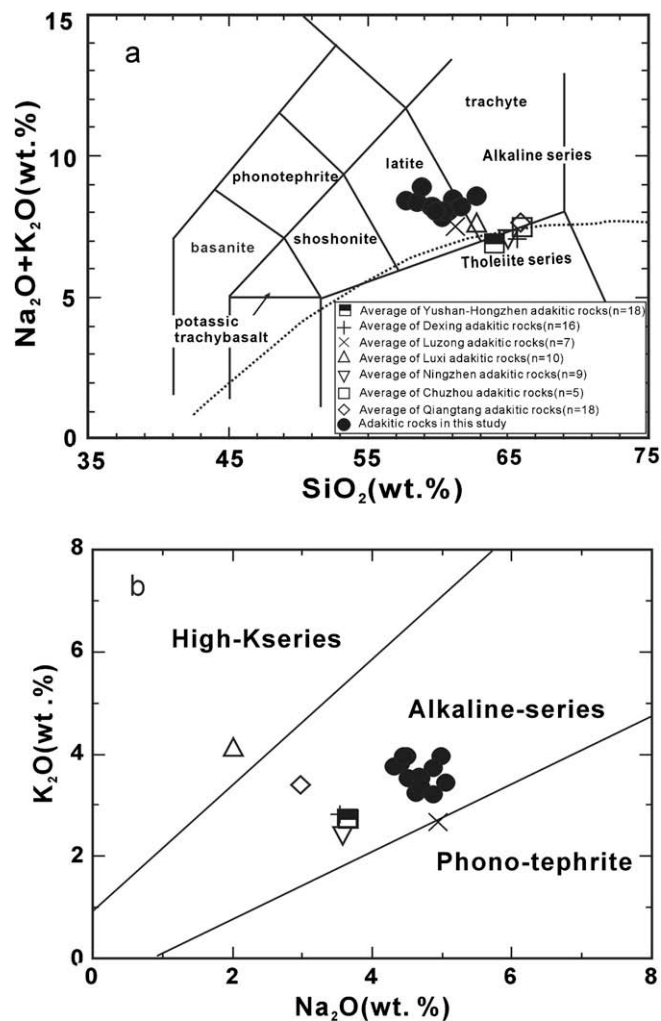 15
a
trachyte
Alkaline series
latite
phonotephrite
10
basanite
shoshonite
Tholeiite series
5
potassic
trachybasalt
Average of Yushan-Hongzhen adakitic rocks(n=18)
Average of Dexing adakitic rocks(n=16)
Average of Luzong adakitic rocks(n=7)
Average of Luxi adakitic rocks(n=10)
Average of Ningzhen adakitic rocks(n=9)
Average of Chuzhou adakitic rocks(n=5)
Average of Qiangtang adakitic rocks(n=18)
Adakitic rocks in this study
0
35 45 55 65 75
Na₂O+K₂O(wt.%)
SiO₂(wt.%)
8
b
High-Kseries
6
Alkaline-series
4
2
Phono-tephrite
0
0 2 4 6 8
K₂O(wt.%)
Na₂O(wt.%)